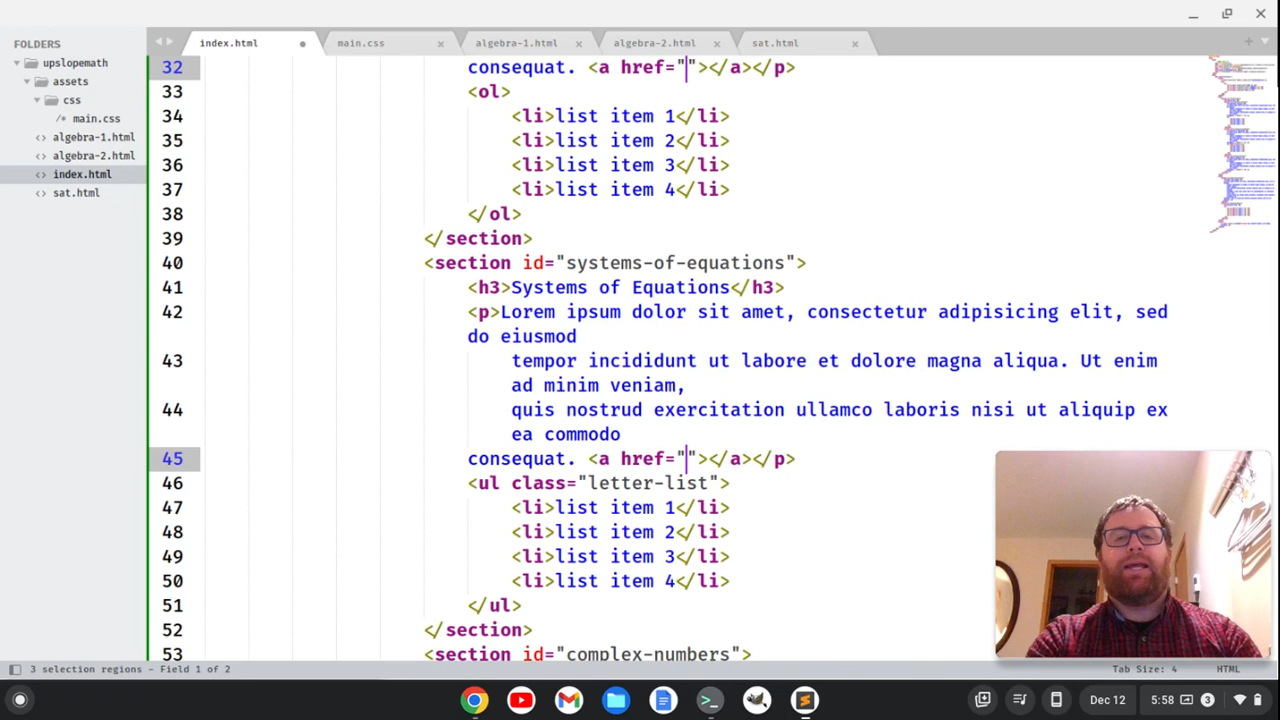 FOLDERS
upslopemath
assets
css
/* main.css
<> algebra-1.html
<> algebra-2.html
<> index.html
<> sat.html
index.html
main.css
algebra-1.html
algebra-2.html
sat.html
32 consequat. <a href=""></a></p>
33 <ol>
34 <li>list item 1</li>
35 <li>list item 2</li>
36 <li>list item 3</li>
37 <li>list item 4</li>
38 </ol>
39 </section>
40 <section id="systems-of-equations">
41 <h3>Systems of Equations</h3>
42 <p>Lorem ipsum dolor sit amet, consectetur adipisicing elit, sed
do eiusmod
43 tempor incididunt ut labore et dolore magna aliqua. Ut enim
ad minim veniam,
44 quis nostrud exercitation ullamco laboris nisi ut aliquip ex
ea commodo
45 consequat. <a href=""></a></p>
46 <ul class="letter-list">
47 <li>list item 1</li>
48 <li>list item 2</li>
49 <li>list item 3</li>
50 <li>list item 4</li>
51 </ul>
52 </section>
53 <section id="complex-numbers">
3 selection regions - Field 1 of 2
Tab Size: 4
HTML
Dec 12
5:58
3